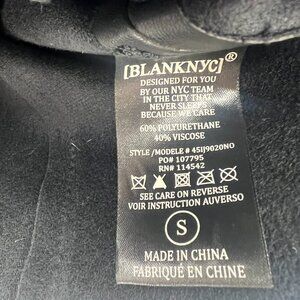 [BLANKNYC]®
DESIGNED FOR YOU
BY OUR NYC TEAM
IN THE CITY THAT
NEVER SLEEPS
BECAUSE WE CARE
60% POLYURETHANE
40% VISCOSE
STYLE / MODELE # 45IJ9020NO
PO# 107795
RN# 114542
SEE CARE ON REVERSE
VOIR INSTRUCTION AUVERSO
S
MADE IN CHINA
FABRIQUÉ EN CHINE